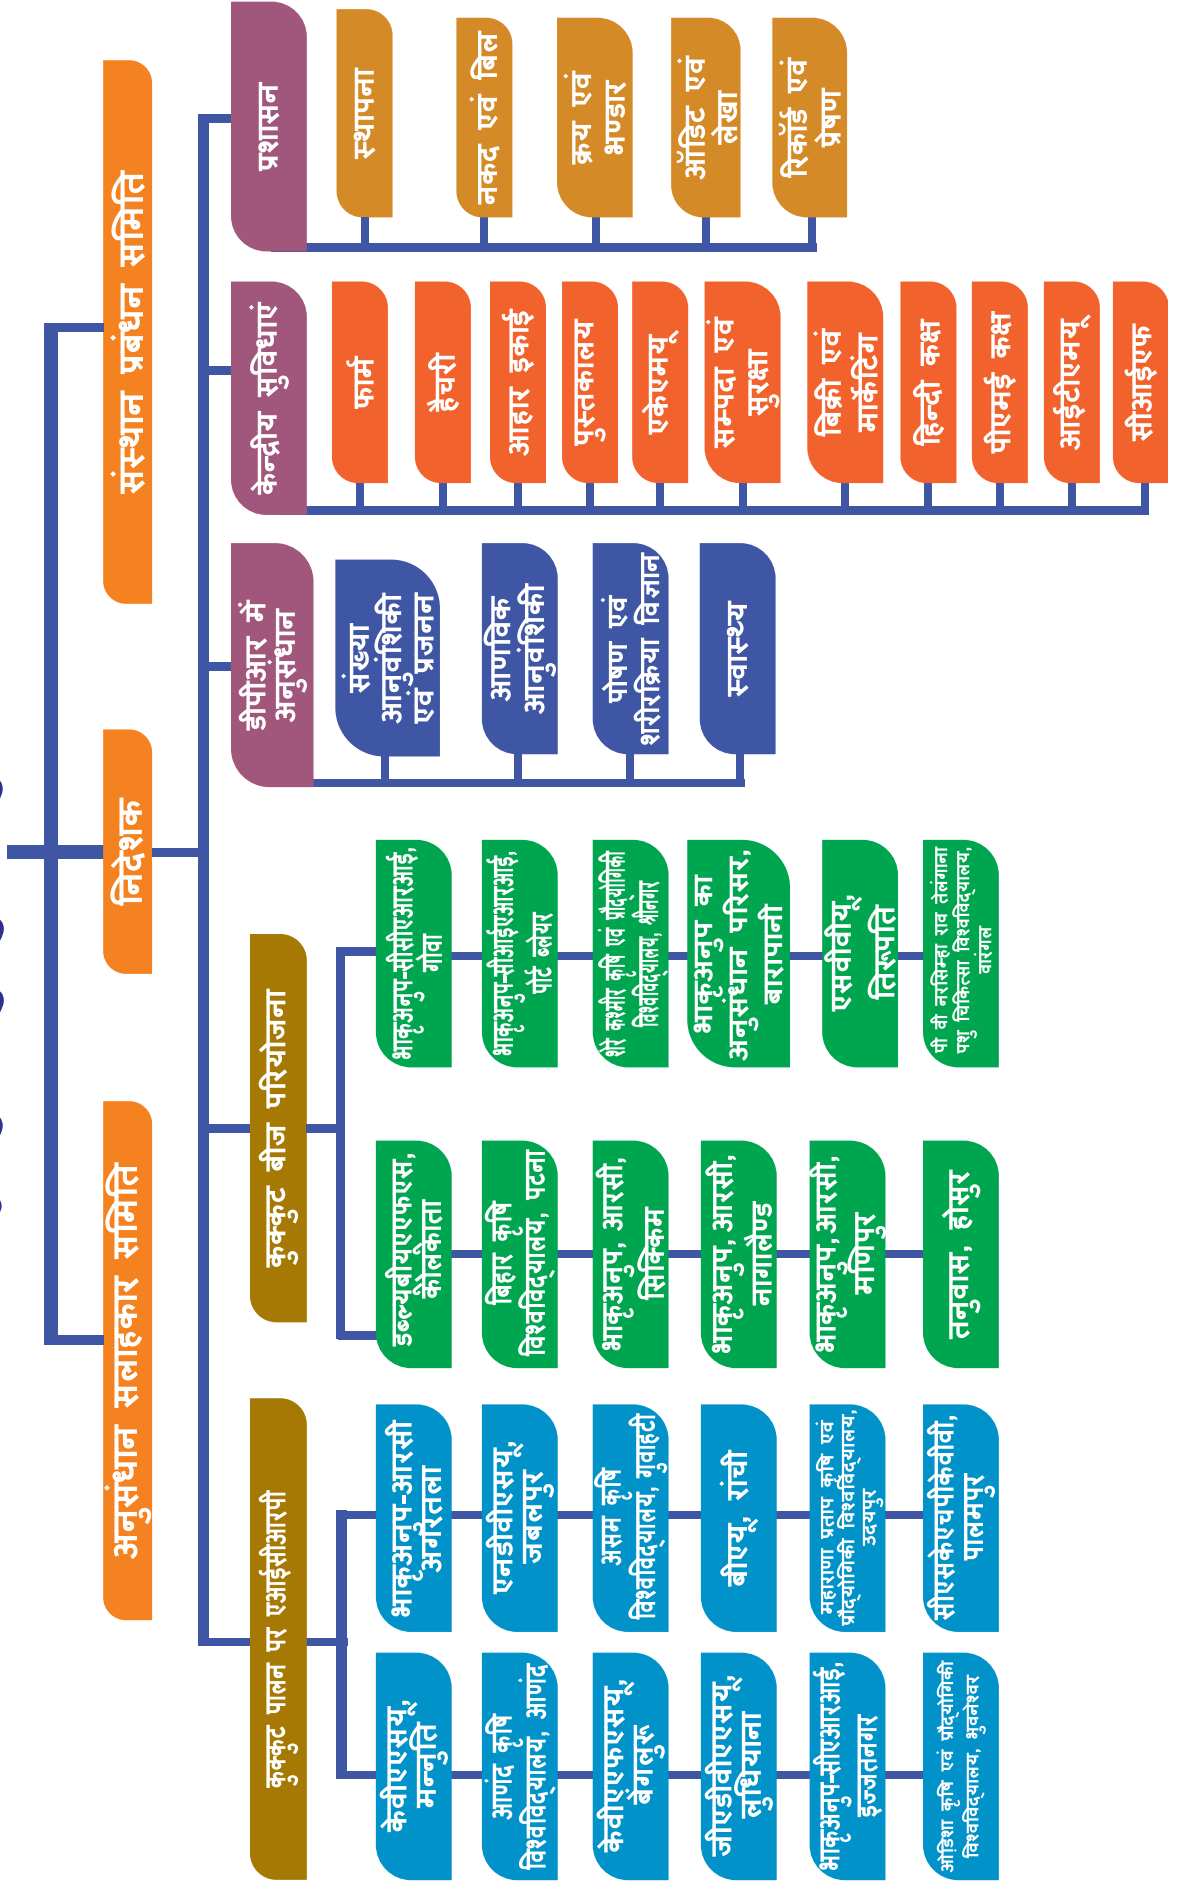 अनुसंधान सलाहकार समिति
निदेशक
संस्थान प्रबंधन समिति
कुक्कुट पालन पर एआईसीआरपी
कुक्कुट बीज परियोजना
डीपीआर में
अनुसंधान
केन्द्रीय सुविधाएं
प्रशासन
केवीएएसयू,
मन्नुति
आणंद कृषि
विश्वविद्यालय, आणंद
केवीएएफएसयू,
बेंगलुरू
जीएडीवीएएसयू,
लुधियाना
भाकृअनुप-सीएआरआई,
इज्जतनगर
ओडिशा कृषि एवं प्रौद्योगिकी
विश्वविद्यालय, भुवनेश्वर
भाकृअनुप-आरसी
अगरतला
एनडीवीएसयू,
जबलपुर
असम कृषि
विश्वविद्यालय, गुवाहटी
बीएयू, रांची
महाराणा प्रताप कृषि एवं
प्रौद्योगिकी विश्वविद्यालय,
उदयपुर
सीएसकेएचपीकेवीवी,
पालमपुर
डब्ल्यूबीयूएएफएस,
कोलकाता
बिहार कृषि
विश्वविद्यालय, पटना
भाकृअनुप, आरसी,
सिक्किम
भाकृअनुप, आरसी,
नागालैण्ड
भाकृअनुप, आरसी,
मणिपुर
तनुवास, होसुर
भाकृअनुप-सीसीएआरआई,
गोवा
भाकृअनुप-सीआईएआरआई,
पोर्ट ब्लेयर
शेरे कश्मीर कृषि एवं प्रौद्योगिकी
विश्वविद्यालय, श्रीनगर
भाकृअनुप का
अनुसंधान परिसर,
बारापानी
एसवीवीयू,
तिरूपति
पी वी नरसिम्हा राव तेलंगाना
पशु चिकित्सा विश्वविद्यालय,
वारंगल
संख्या
आनुवंशिकी
एवं प्रजनन
आणविक
आनुवंशिकी
पोषण एवं
शरीरक्रिया विज्ञान
स्वास्थ्य
फार्म
हैचरी
आहार इकाई
पुस्तकालय
एकेएमयू
सम्पदा एवं
सुरक्षा
बिक्री एवं
मार्केटिंग
हिन्दी कक्ष
पीएमई कक्ष
आईटीएमयू
सीआईएफ
स्थापना
नकद एवं बिल
क्रय एवं
भण्डार
ऑडिट एवं
लेखा
रिकॉर्ड एवं
प्रेषण